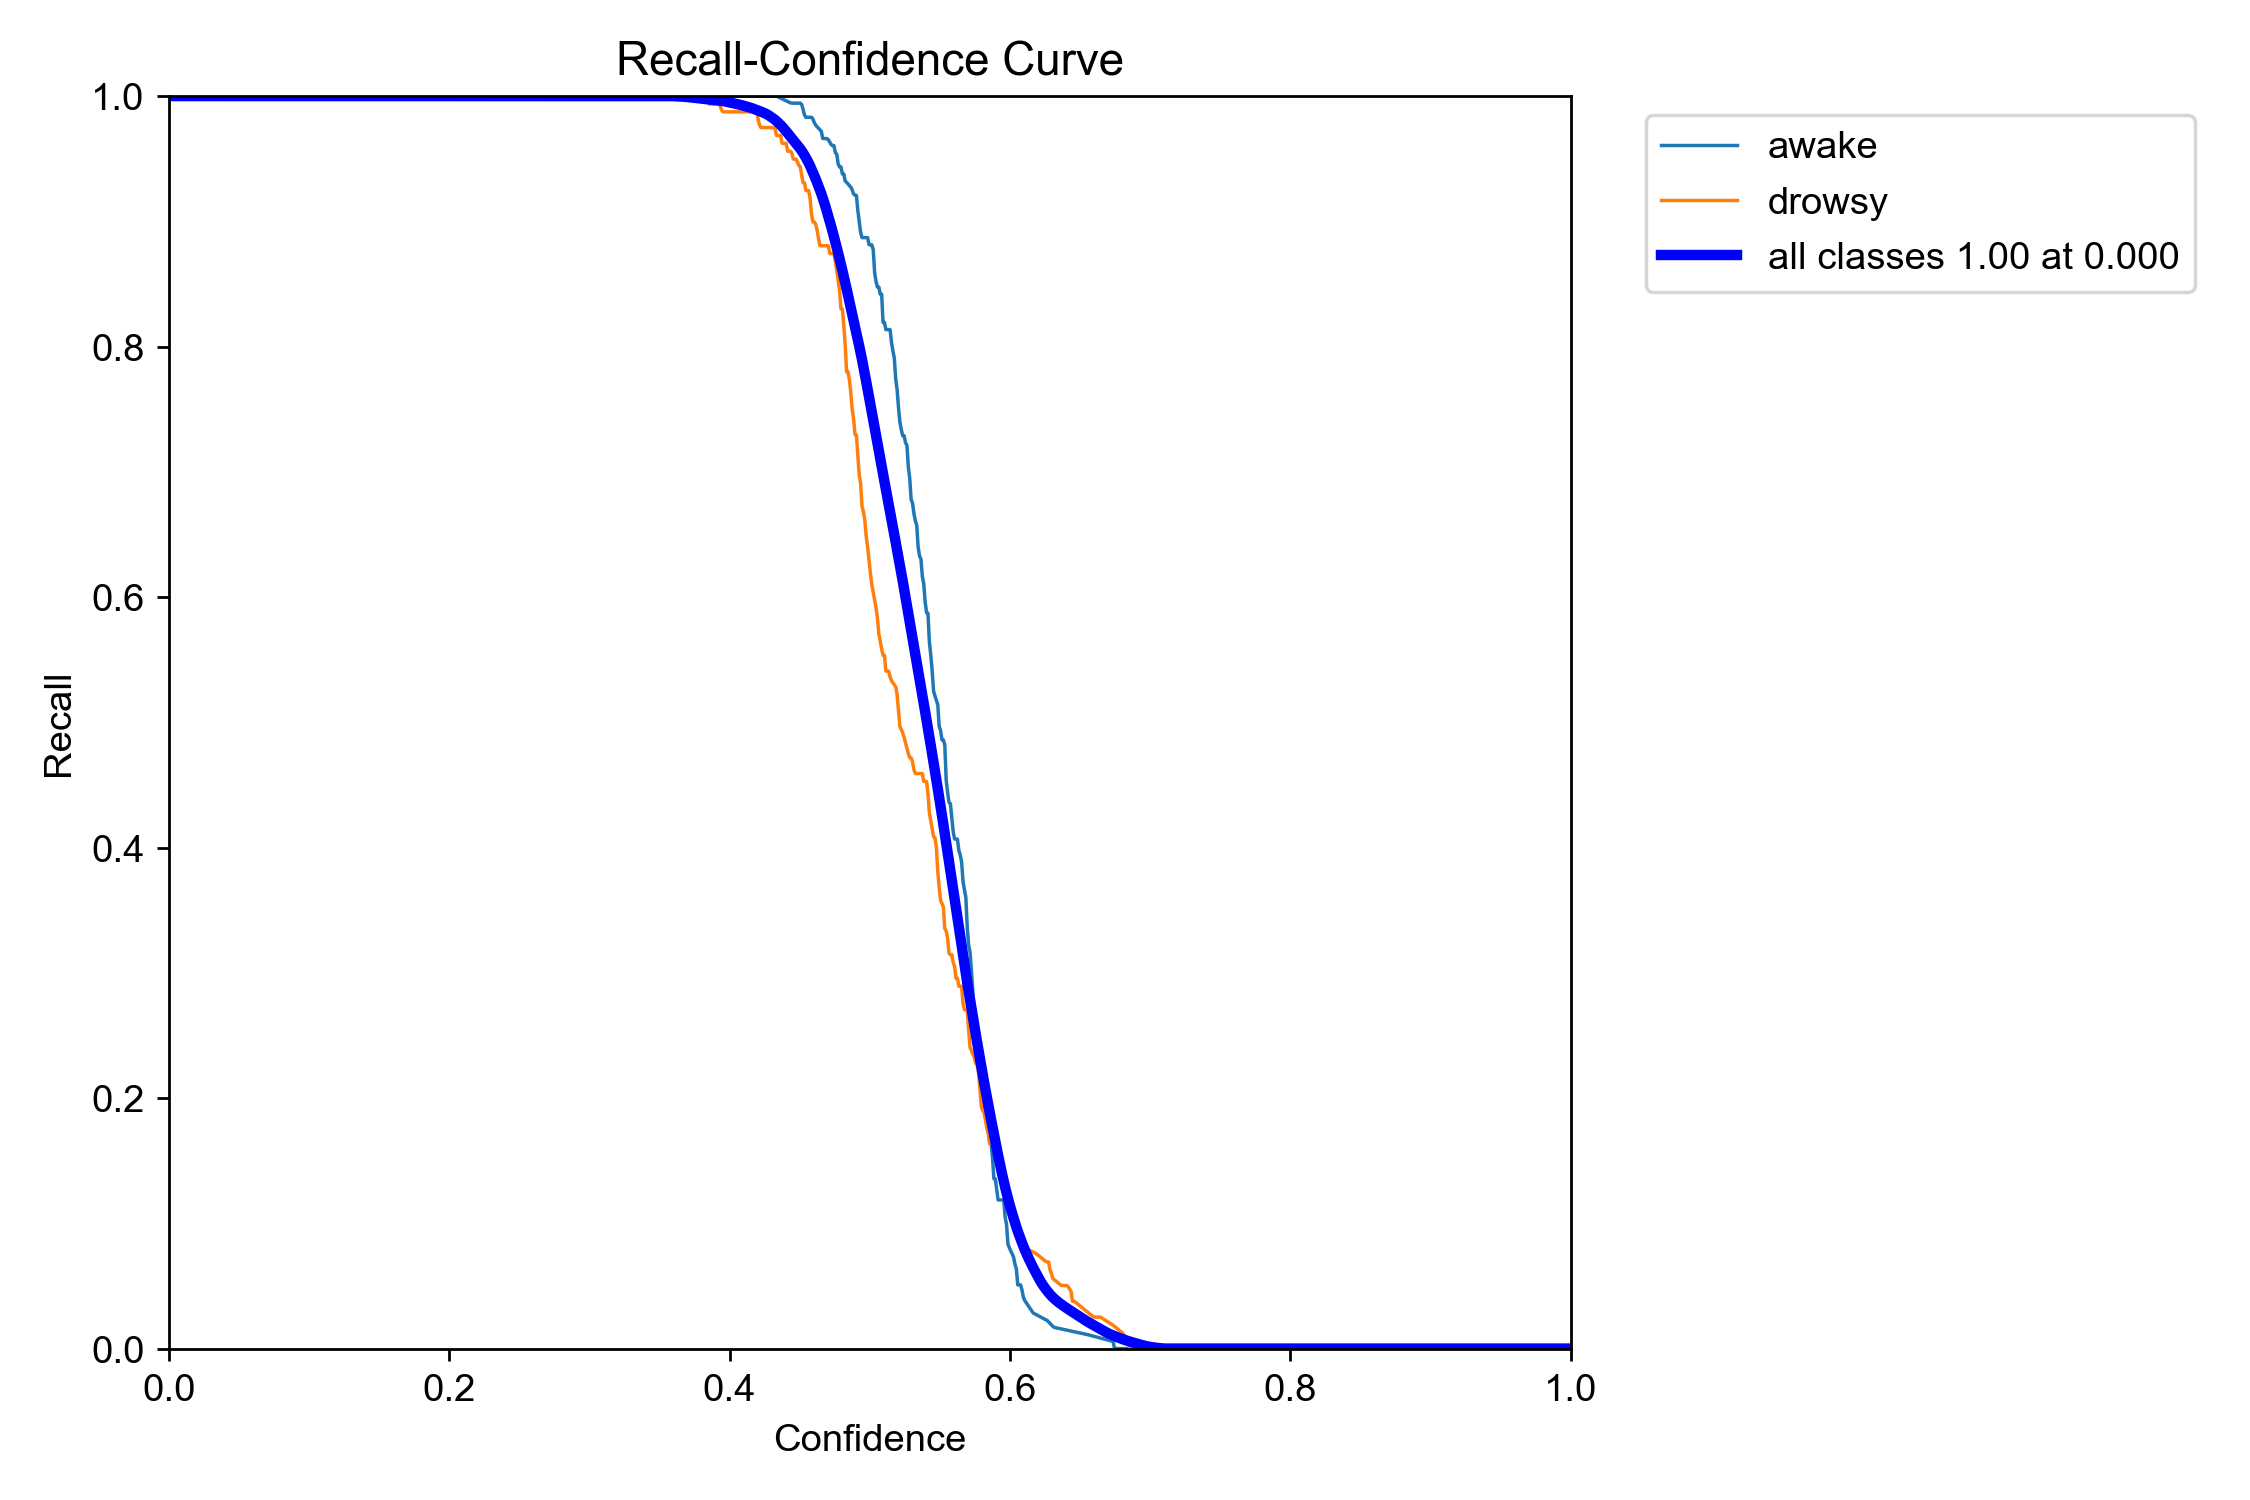 Recall-Confidence Curve
awake
drowsy
all classes 1.00 at 0.000
1.0
0.8
0.6
0.4
0.2
0.0
Recall
0.0 0.2 0.4 0.6 0.8 1.0
Confidence